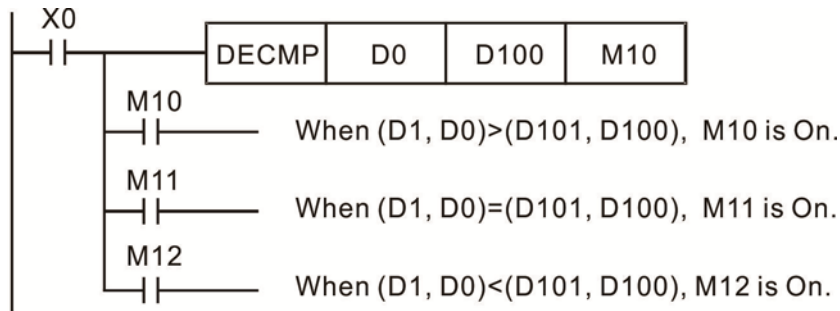 X0
DECMP D0 D100 M10
M10
When (D1, D0)>(D101, D100), M10 is On.
M11
When (D1, D0)=(D101, D100), M11 is On.
M12
When (D1, D0)<(D101, D100), M12 is On.